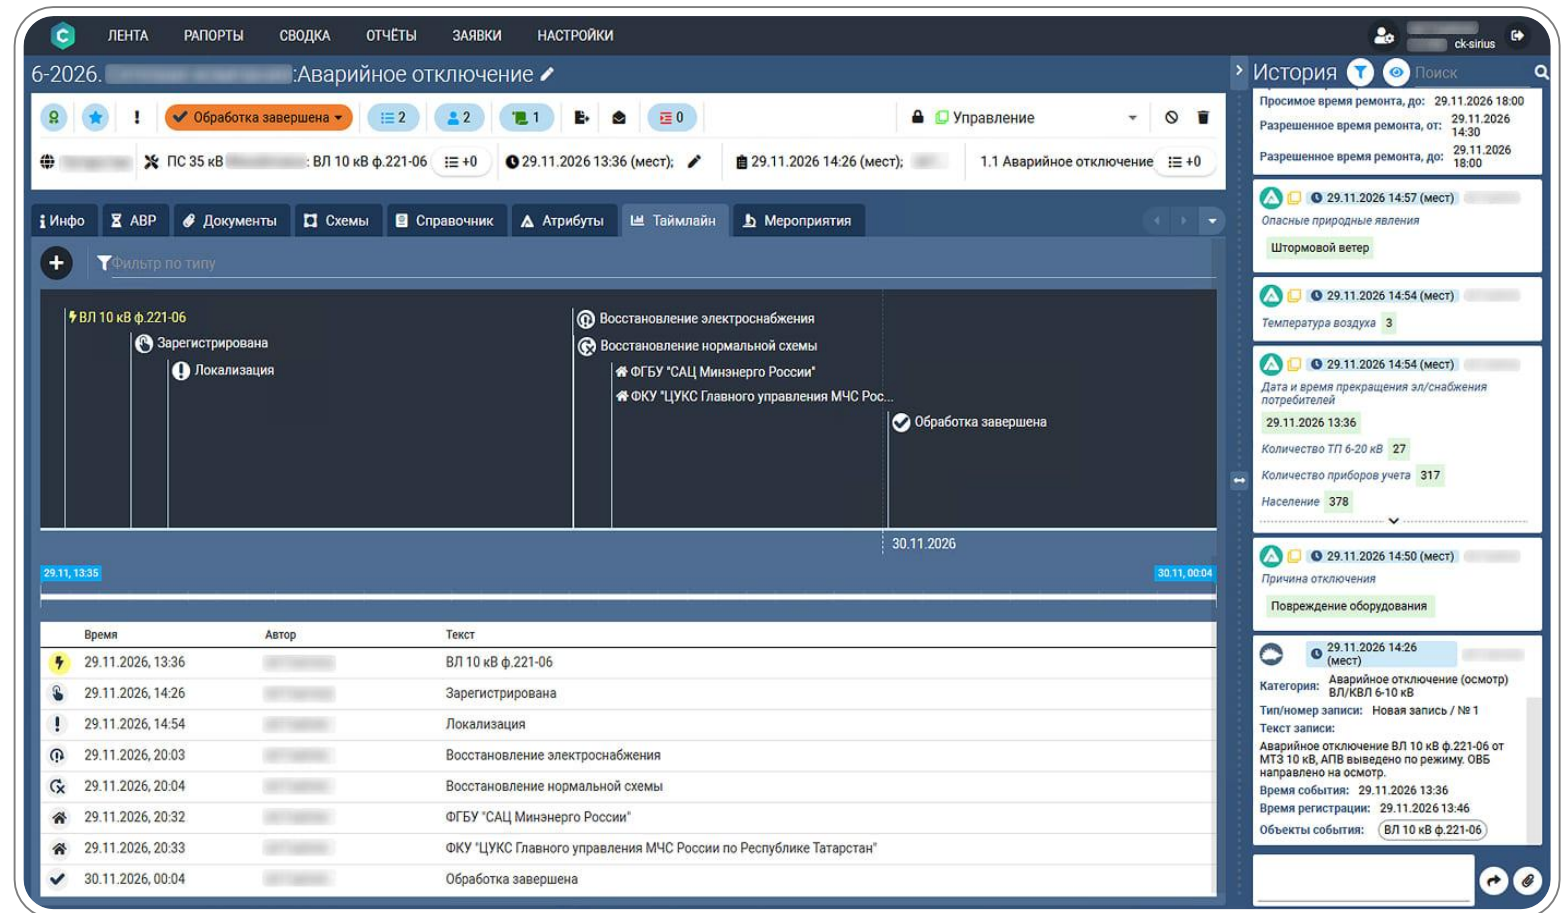 ЛЕНТА РАПОРТЫ СВОДКА ОТЧЁТЫ ЗАЯВКИ НАСТРОЙКИ
ck-sirius
6-2026. :Аварийное отключение
Обработка завершена 2 2 1 0 Управление
ПС 35 кВ : ВЛ 10 кВ ф.221-06 +0 29.11.2026 13:36 (мест); 29.11.2026 14:26 (мест); 1.1 Аварийное отключение +0
Инфо АВР Документы Схемы Справочник Атрибуты Таймлайн Мероприятия
Фильтр по типу
ВЛ 10 кВ ф.221-06
Зарегистрирована
Локализация
Восстановление электроснабжения
Восстановление нормальной схемы
ФГБУ "САЦ Минэнерго России"
ФКУ "ЦУКС Главного управления МЧС Рос...
Обработка завершена
30.11.2026
29.11, 13:35
30.11, 00:04
Время Автор Текст
29.11.2026, 13:36 ВЛ 10 кВ ф.221-06
29.11.2026, 14:26 Зарегистрирована
29.11.2026, 14:54 Локализация
29.11.2026, 20:03 Восстановление электроснабжения
29.11.2026, 20:04 Восстановление нормальной схемы
29.11.2026, 20:32 ФГБУ "САЦ Минэнерго России"
29.11.2026, 20:33 ФКУ "ЦУКС Главного управления МЧС России по Республике Татарстан"
30.11.2026, 00:04 Обработка завершена
История Поиск
Просимое время ремонта, до: 29.11.2026 18:00
Разрешенное время ремонта, от: 29.11.2026
14:30
Разрешенное время ремонта, до: 29.11.2026
18:00
29.11.2026 14:57 (мест)
Опасные природные явления
Штормовой ветер
29.11.2026 14:54 (мест)
Температура воздуха 3
29.11.2026 14:54 (мест)
Дата и время прекращения эл/снабжения
потребителей
29.11.2026 13:36
Количество ТП 6-20 кВ 27
Количество приборов учета 317
Население 378
29.11.2026 14:50 (мест)
Причина отключения
Повреждение оборудования
29.11.2026 14:26
(мест)
Категория: Аварийное отключение (осмотр)
ВЛ/КВЛ 6-10 кВ
Тип/номер записи: Новая запись / № 1
Текст записи:
Аварийное отключение ВЛ 10 кВ ф.221-06 от
МТЗ 10 кВ, АПВ выведено по режиму. ОВБ
направлено на осмотр.
Время события: 29.11.2026 13:36
Время регистрации: 29.11.2026 13:46
Объекты события: ВЛ 10 кВ ф.221-06